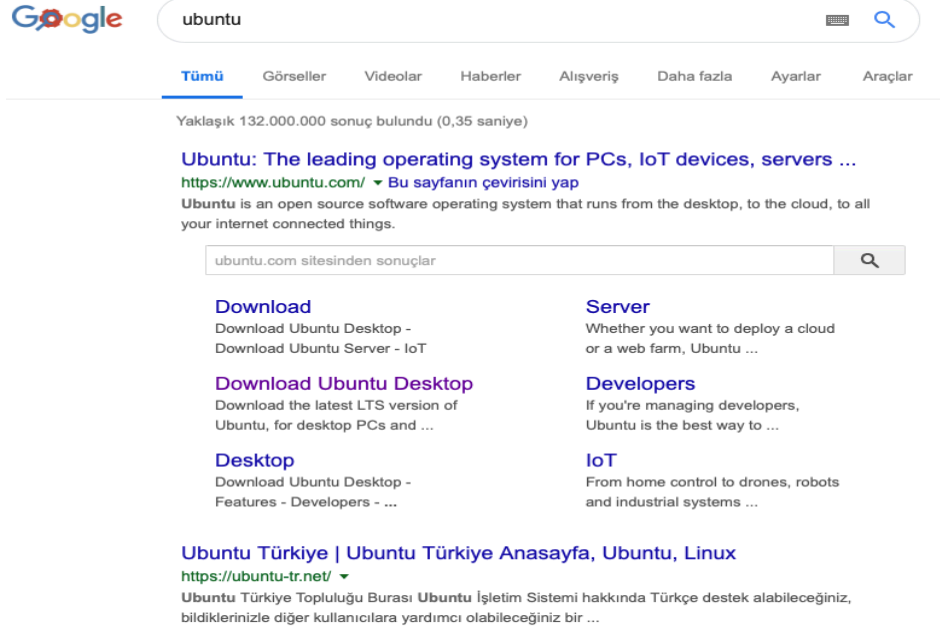 Google
ubuntu
Tümü Görseller Videolar Haberler Alışveriş Daha fazla Ayarlar Araçlar
Yaklaşık 132.000.000 sonuç bulundu (0,35 saniye)
Ubuntu: The leading operating system for PCs, IoT devices, servers ...
https://www.ubuntu.com/ ▼ Bu sayfanın çevirisini yap
Ubuntu is an open source software operating system that runs from the desktop, to the cloud, to all
your internet connected things.
ubuntu.com sitesinden sonuçlar
Download
Download Ubuntu Desktop -
Download Ubuntu Server - IoT
Server
Whether you want to deploy a cloud
or a web farm, Ubuntu ...
Download Ubuntu Desktop
Download the latest LTS version of
Ubuntu, for desktop PCs and ...
Developers
If you're managing developers,
Ubuntu is the best way to ...
Desktop
Download Ubuntu Desktop -
Features - Developers - ...
IoT
From home control to drones, robots
and industrial systems ...
Ubuntu Türkiye | Ubuntu Türkiye Anasayfa, Ubuntu, Linux
https://ubuntu-tr.net/ ▼
Ubuntu Türkiye Topluluğu Burası Ubuntu İşletim Sistemi hakkında Türkçe destek alabileceğiniz,
bildiklerinizle diğer kullanıcılara yardımcı olabileceğiniz bir ...